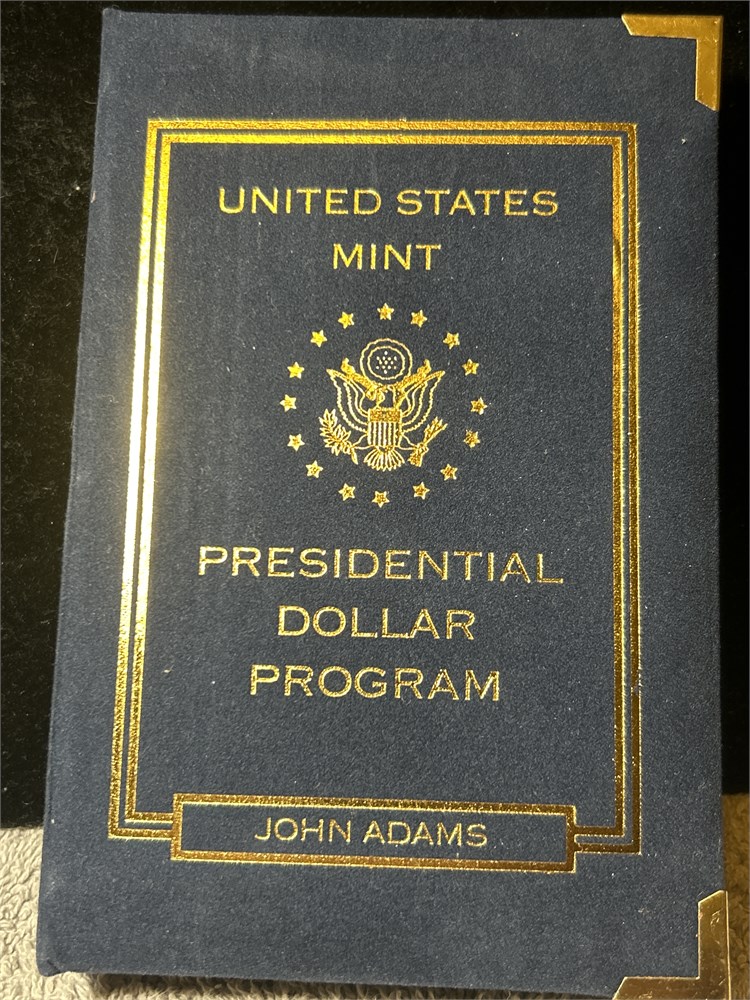 UNITED STATES
MINT
PRESIDENTIAL
DOLLAR
PROGRAM
JOHN ADAMS